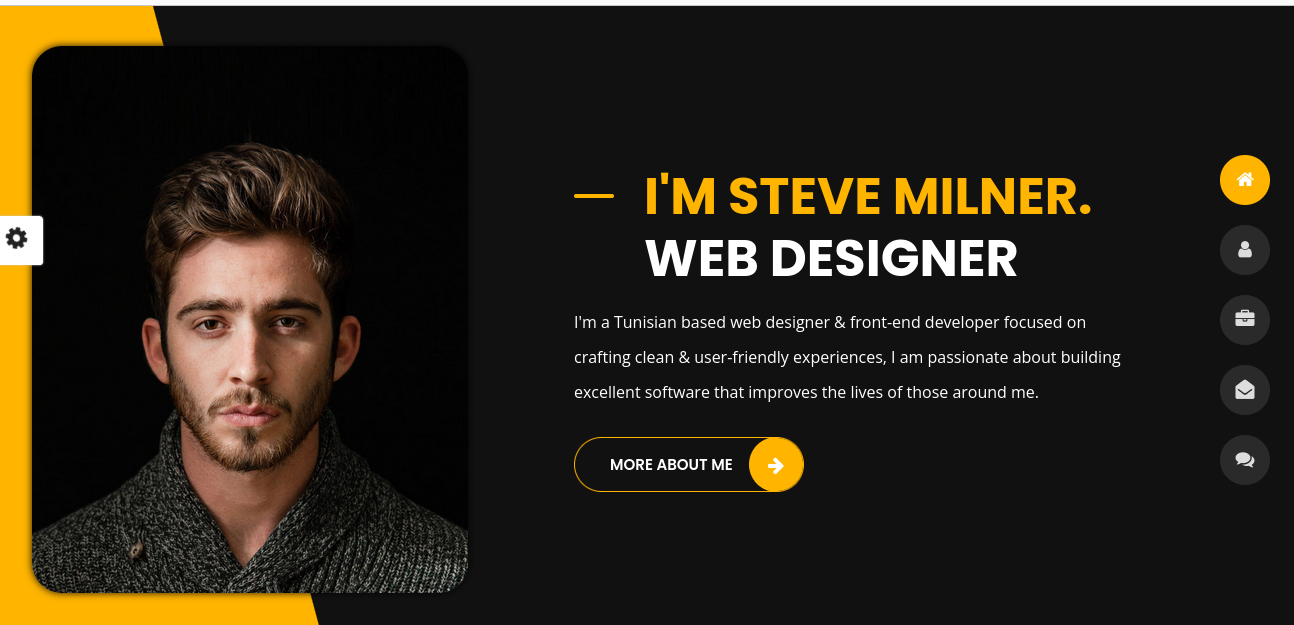 I'M STEVE MILNER.
WEB DESIGNER
I'm a Tunisian based web designer & front-end developer focused on
crafting clean & user-friendly experiences, I am passionate about building
excellent software that improves the lives of those around me.
MORE ABOUT ME